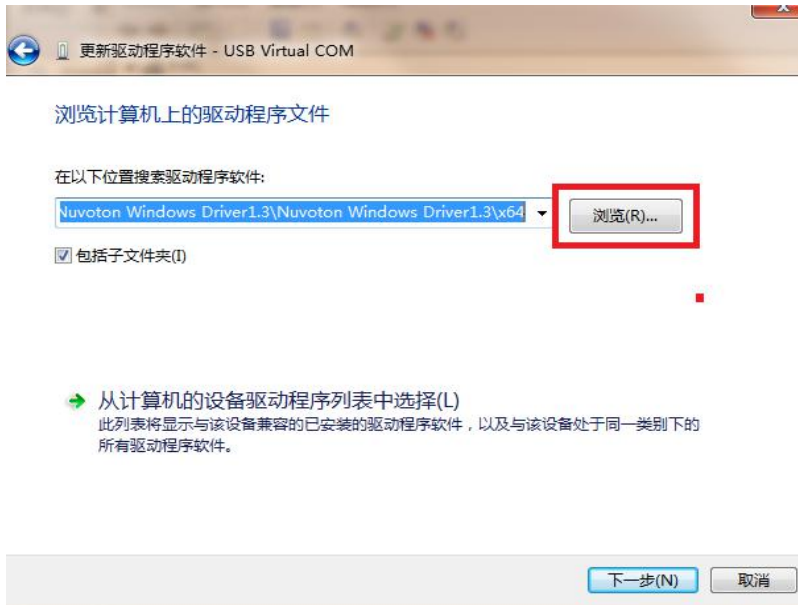 更新驱动程序软件 - USB Virtual COM
浏览计算机上的驱动程序文件
在以下位置搜索驱动程序软件:
Nuvoton Windows Driver1.3\Nuvoton Windows Driver1.3\x64
浏览(R)...
包括子文件夹(I)
从计算机的设备驱动程序列表中选择(L)
此列表将显示与该设备兼容的已安装的驱动程序软件，以及与该设备处于同一类别下的
所有驱动程序软件。
下一步(N)
取消